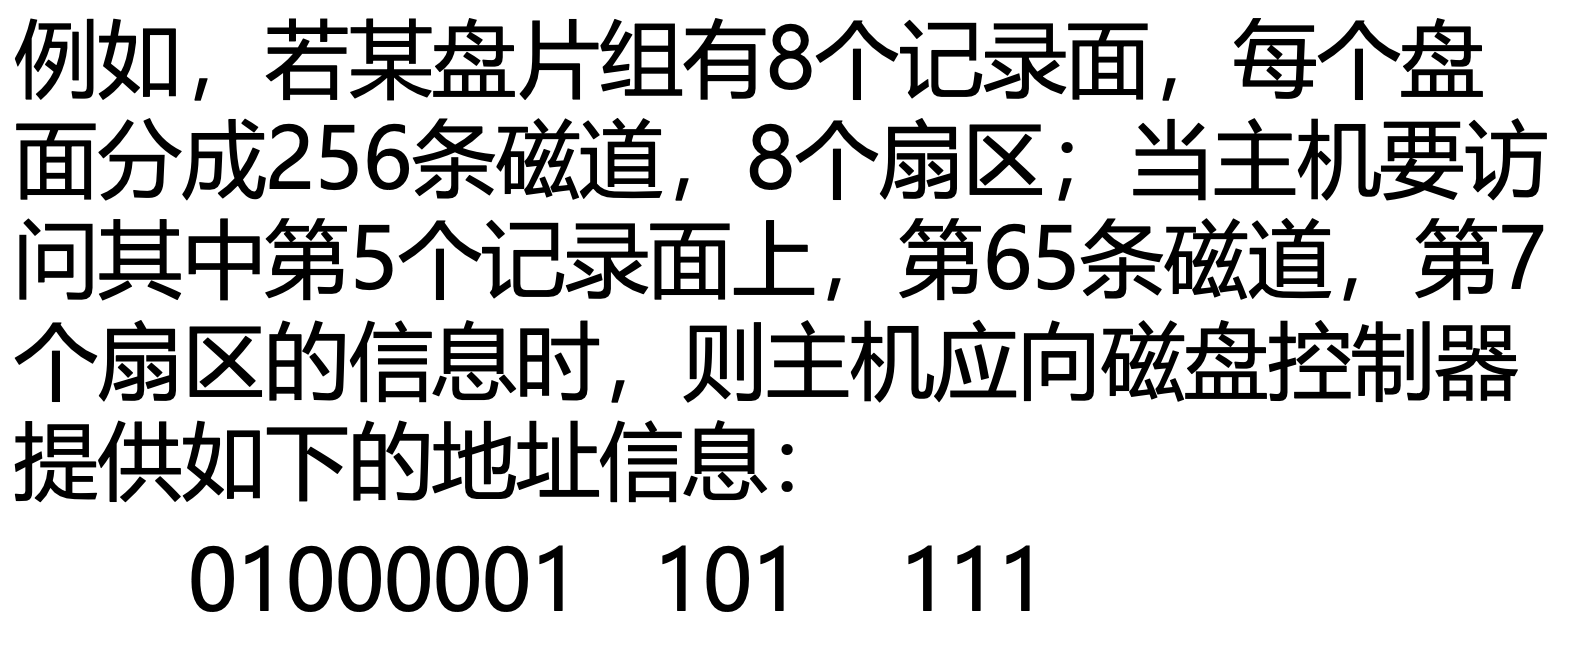 例如，若某盘片组有8个记录面，每个盘
面分成256条磁道，8个扇区；当主机要访
问其中第5个记录面上，第65条磁道，第7
个扇区的信息时，则主机应向磁盘控制器
提供如下的地址信息：
01000001 101 111